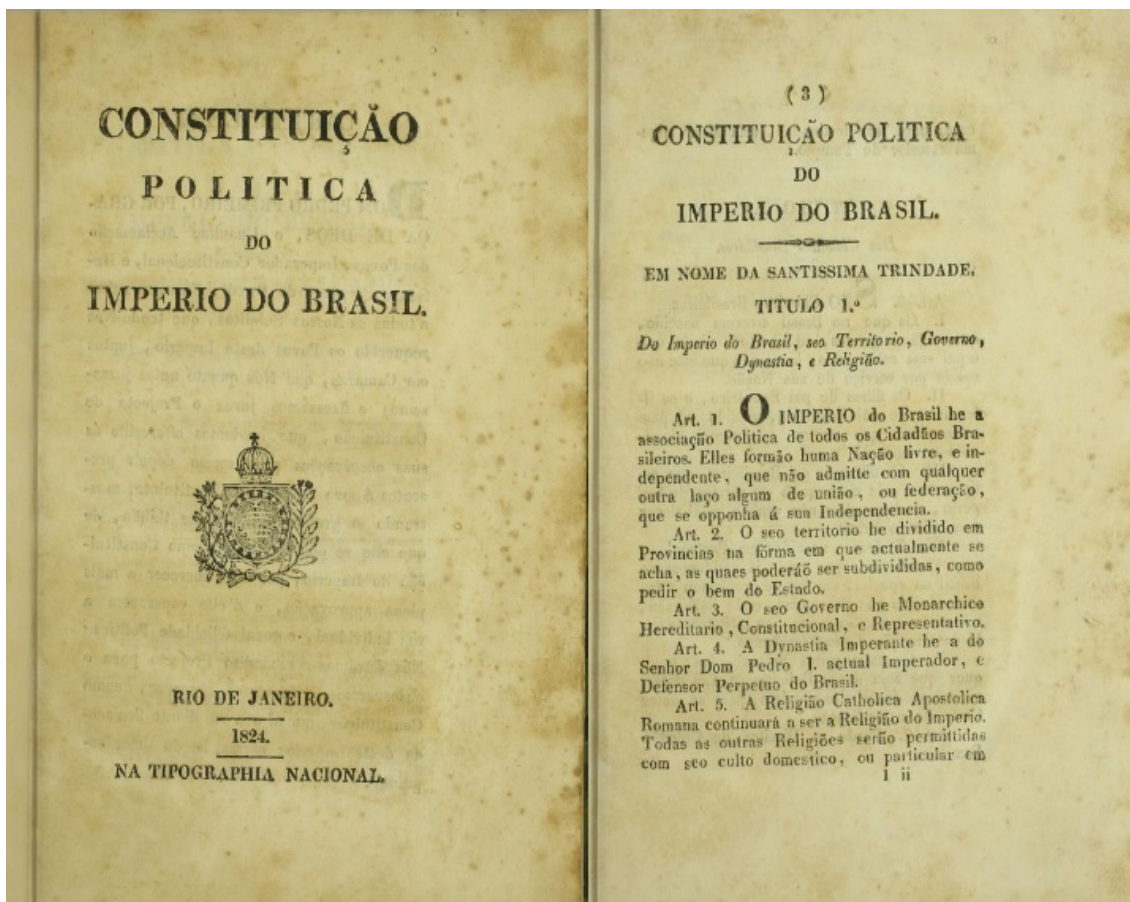 CONSTITUIÇÃO
POLITICA
DO
IMPERIO DO BRASIL.
RIO DE JANEIRO.
1824.
NA TIPOGRAPHIA NACIONAL.
( 3 )
CONSTITUIÇÃO POLITICA
DO
IMPERIO DO BRASIL.
EM NOME DA SANTISSIMA TRINDADE.
TITULO 1.º
Do Imperio do Brasil, seo Territorio, Governo,
Dynastia, e Religião.
Art. 1. O IMPERIO do Brasil he a
associação Politica de todos os Cidadãos Bra-
sileiros. Elles formão huma Nação livre, e in-
dependente, que não admitte com qualquer
outra laço algum de união, ou federação,
que se opponha á sua Independencia.
Art. 2. O seo territorio he dividido em
Provincias na fórma em que actualmente se
acha, as quaes poderáõ ser subdivididas, como
pedir o bem do Estado.
Art. 3. O seo Governo he Monarchico
Hereditario, Constitucional, e Representativo.
Art. 4. A Dynastia Imperante he a do
Senhor Dom Pedro I. actual Imperador, e
Defensor Perpetuo do Brasil.
Art. 5. A Religião Catholica Apostolica
Romana continuará a ser a Religião do Imperio.
Todas as outras Religiões serão permittidas
com seo culto domestico, ou particular em
1 ii